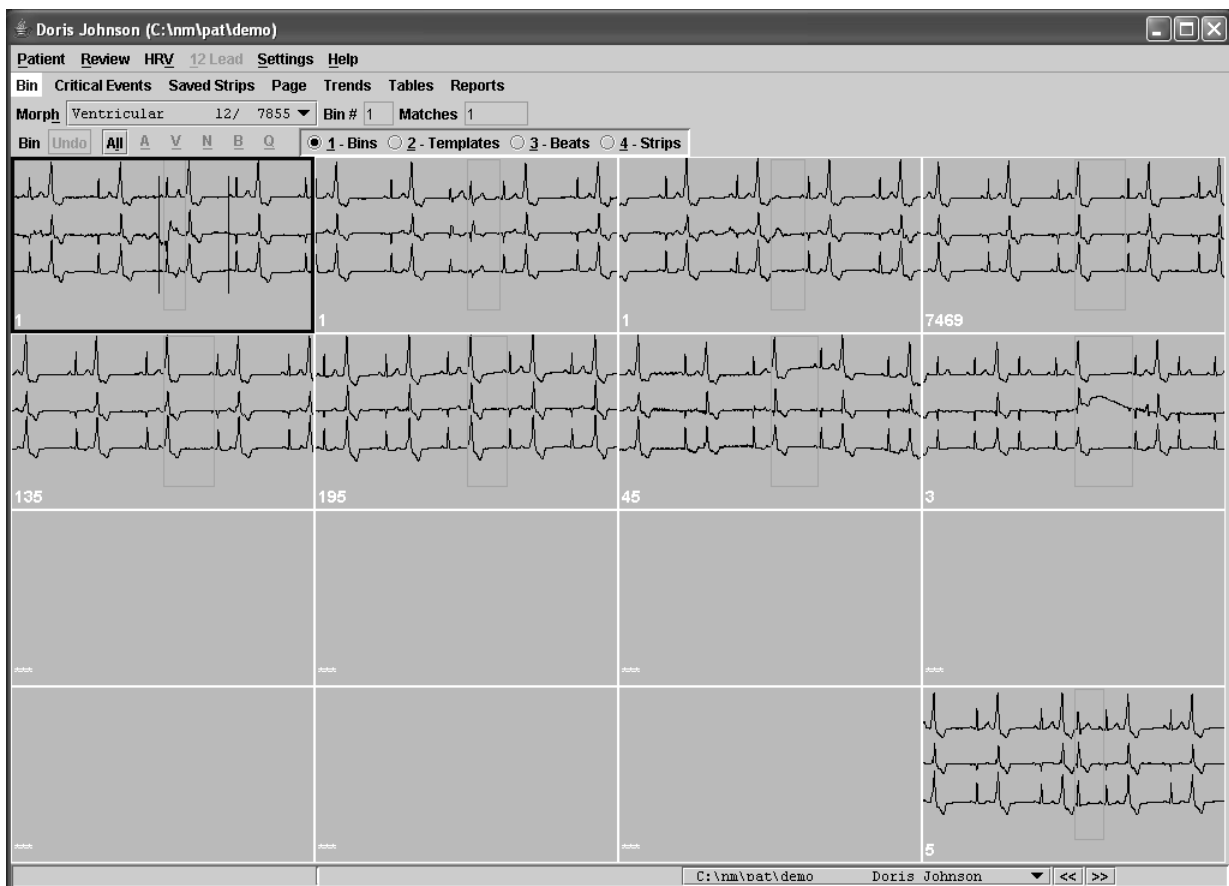 Doris Johnson (C:\nm\pat\demo)
Patient Review HRV 12 Lead Settings Help
Bin Critical Events Saved Strips Page Trends Tables Reports
Morph Ventricular 12/ 7855 Bin # 1 Matches 1
Bin Undo All A V N B Q 1 - Bins 2 - Templates 3 - Beats 4 - Strips
1 1 1 7469
135 195 45 3
*** *** *** ***
*** *** *** 5
C:\nm\pat\demo Doris Johnson << >>